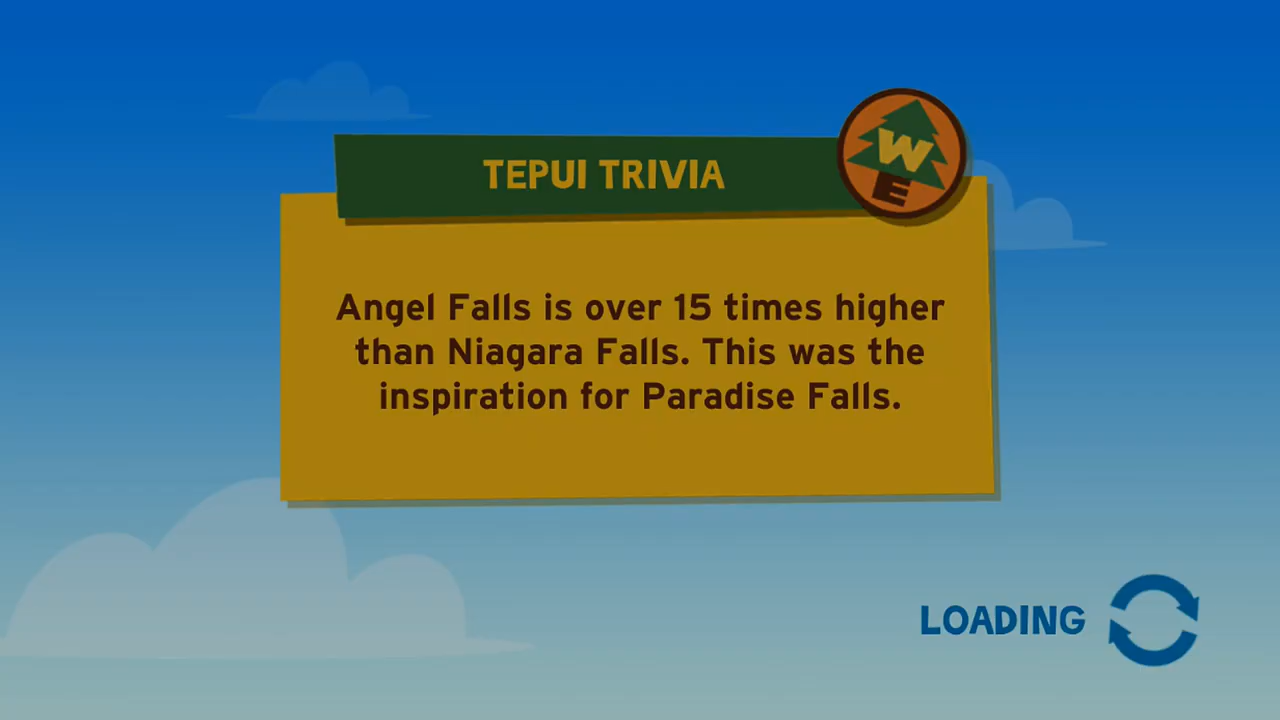 TEPUI TRIVIA
W
E
Angel Falls is over 15 times higher
than Niagara Falls. This was the
inspiration for Paradise Falls.
LOADING